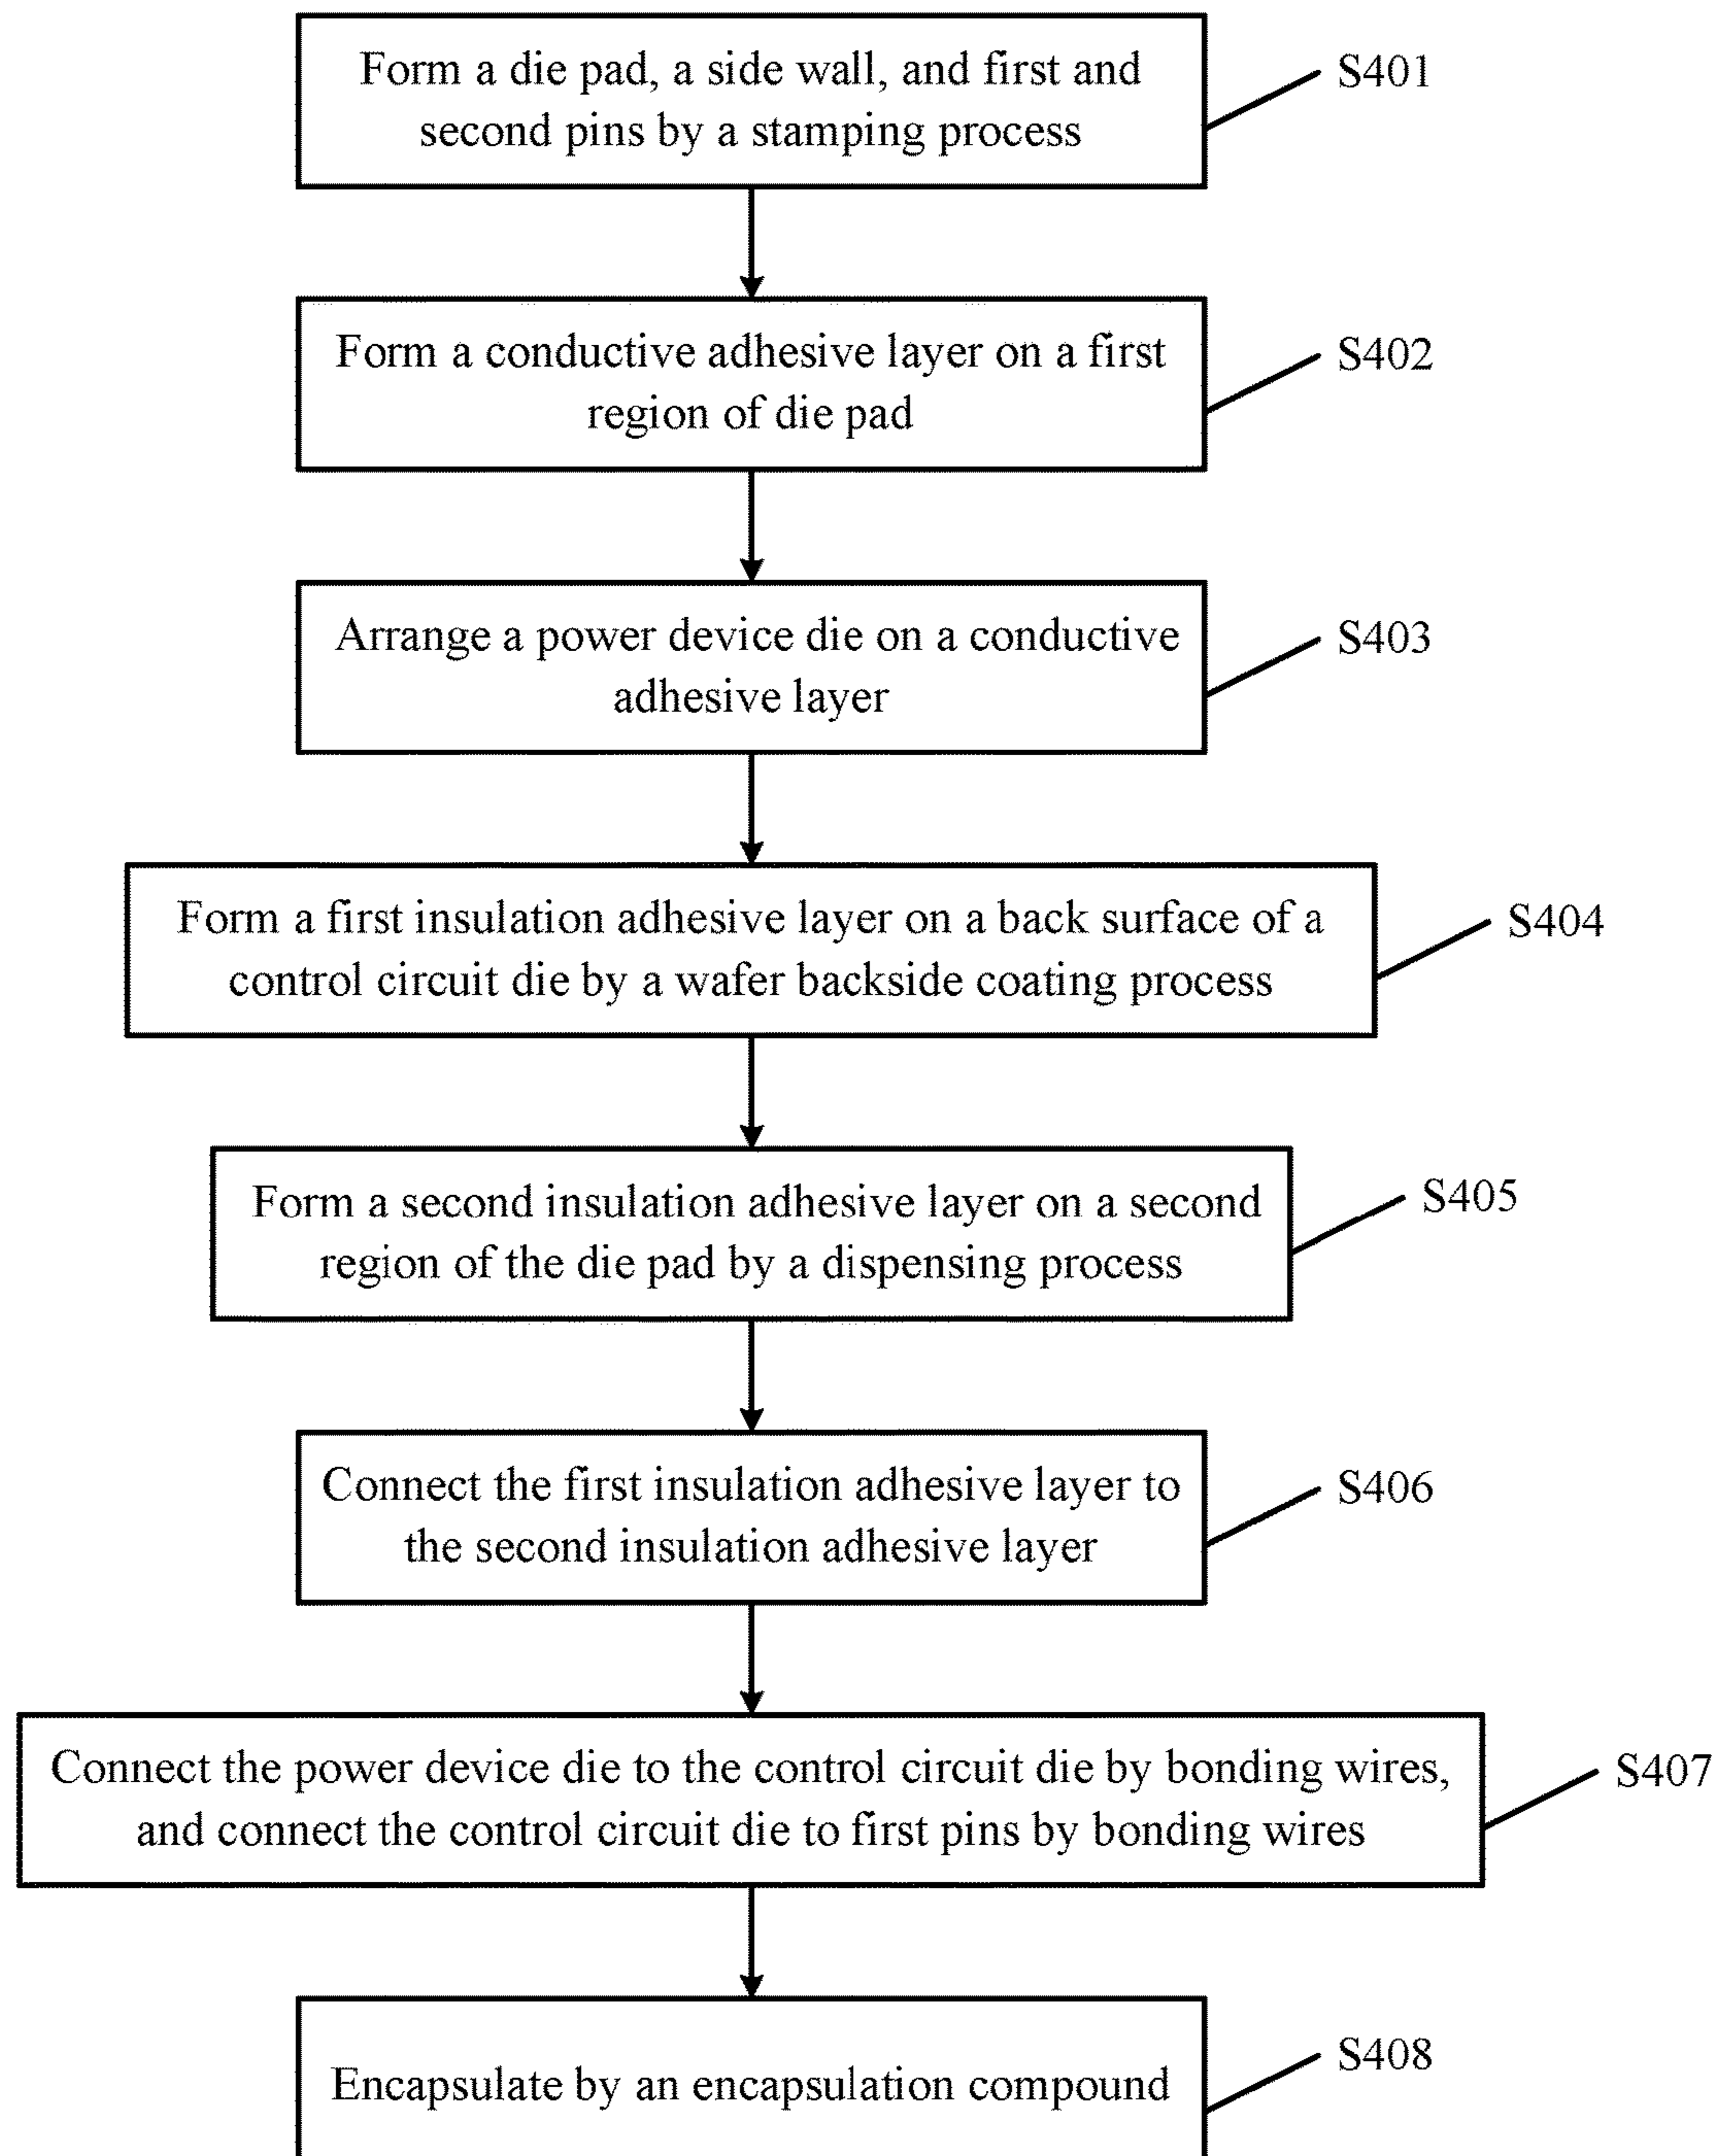 Form a die pad, a side wall, and first and
second pins by a stamping process
S401
Form a conductive adhesive layer on a first
region of die pad
S402
Arrange a power device die on a conductive
adhesive layer
S403
Form a first insulation adhesive layer on a back surface of a
control circuit die by a wafer backside coating process
S404
Form a second insulation adhesive layer on a second
region of the die pad by a dispensing process
S405
Connect the first insulation adhesive layer to
the second insulation adhesive layer
S406
Connect the power device die to the control circuit die by bonding wires,
and connect the control circuit die to first pins by bonding wires
S407
Encapsulate by an encapsulation compound
S408